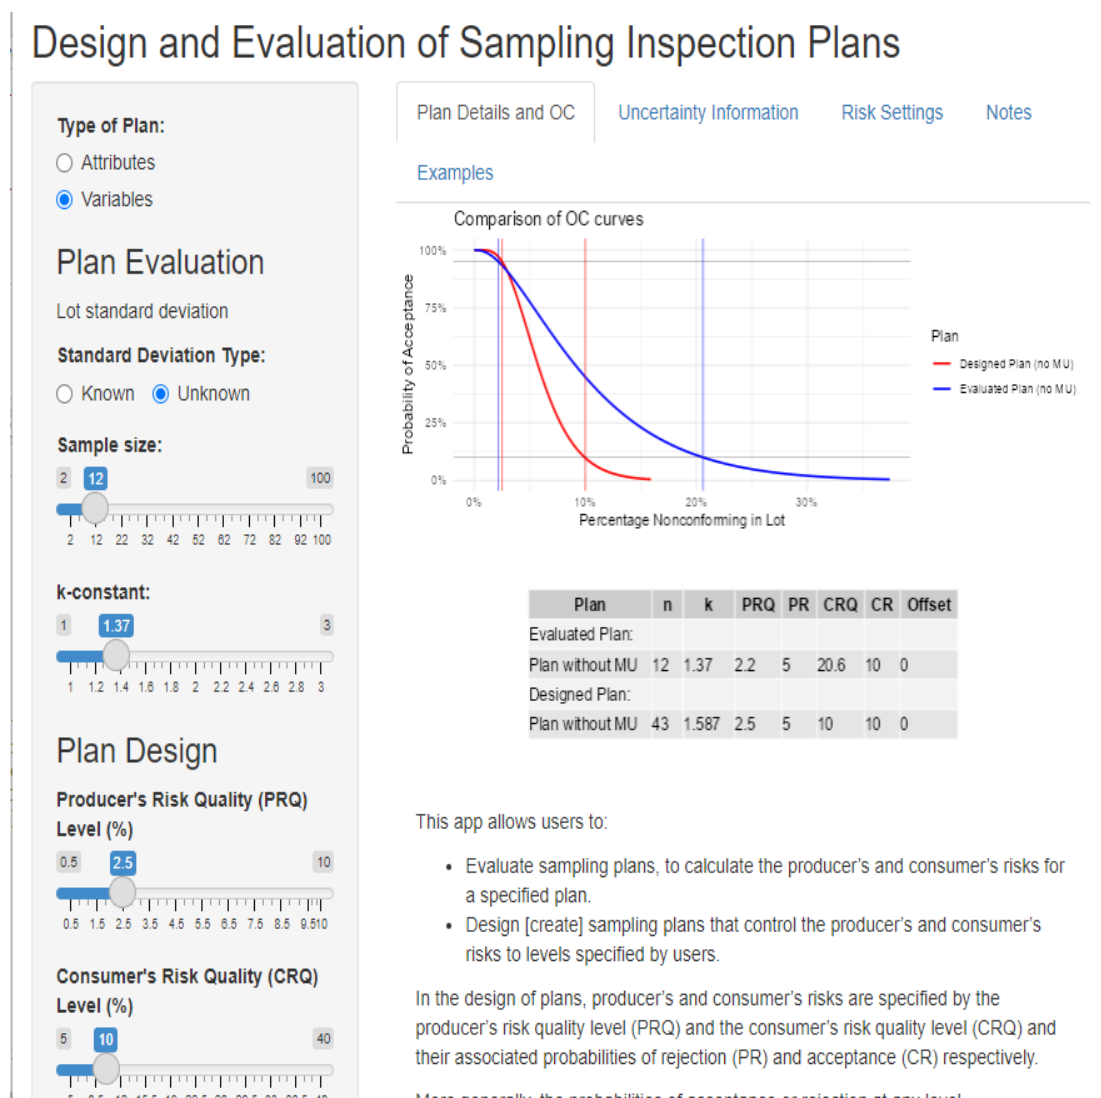 Design and Evaluation of Sampling Inspection Plans
Type of Plan:
Attributes
Variables
Plan Evaluation
Lot standard deviation
Standard Deviation Type:
Known Unknown
Sample size:
2 12 100
2 12 22 32 42 52 62 72 82 92 100
k-constant:
1 1.37 3
1 1.2 1.4 1.6 1.8 2 2.2 2.4 2.6 2.8 3
Plan Design
Producer's Risk Quality (PRQ)
Level (%)
0.5 2.5 10
0.5 1.5 2.5 3.5 4.5 5.5 6.5 7.5 8.5 9.510
Consumer's Risk Quality (CRQ)
Level (%)
5 10 40
Plan Details and OC Uncertainty Information Risk Settings Notes
Examples
Comparison of OC curves
Probability of Acceptance
100%
75%
50%
25%
0%
0% 10% 20% 30%
Percentage Nonconforming in Lot
Plan
Designed Plan (no MU)
Evaluated Plan (no MU)
Plan n k PRQ PR CRQ CR Offset
Evaluated Plan:
Plan without MU 12 1.37 2.2 5 20.6 10 0
Designed Plan:
Plan without MU 43 1.587 2.5 5 10 10 0
This app allows users to:
• Evaluate sampling plans, to calculate the producer's and consumer's risks for
a specified plan.
• Design [create] sampling plans that control the producer's and consumer's
risks to levels specified by users.
In the design of plans, producer's and consumer's risks are specified by the
producer's risk quality level (PRQ) and the consumer's risk quality level (CRQ) and
their associated probabilities of rejection (PR) and acceptance (CR) respectively.